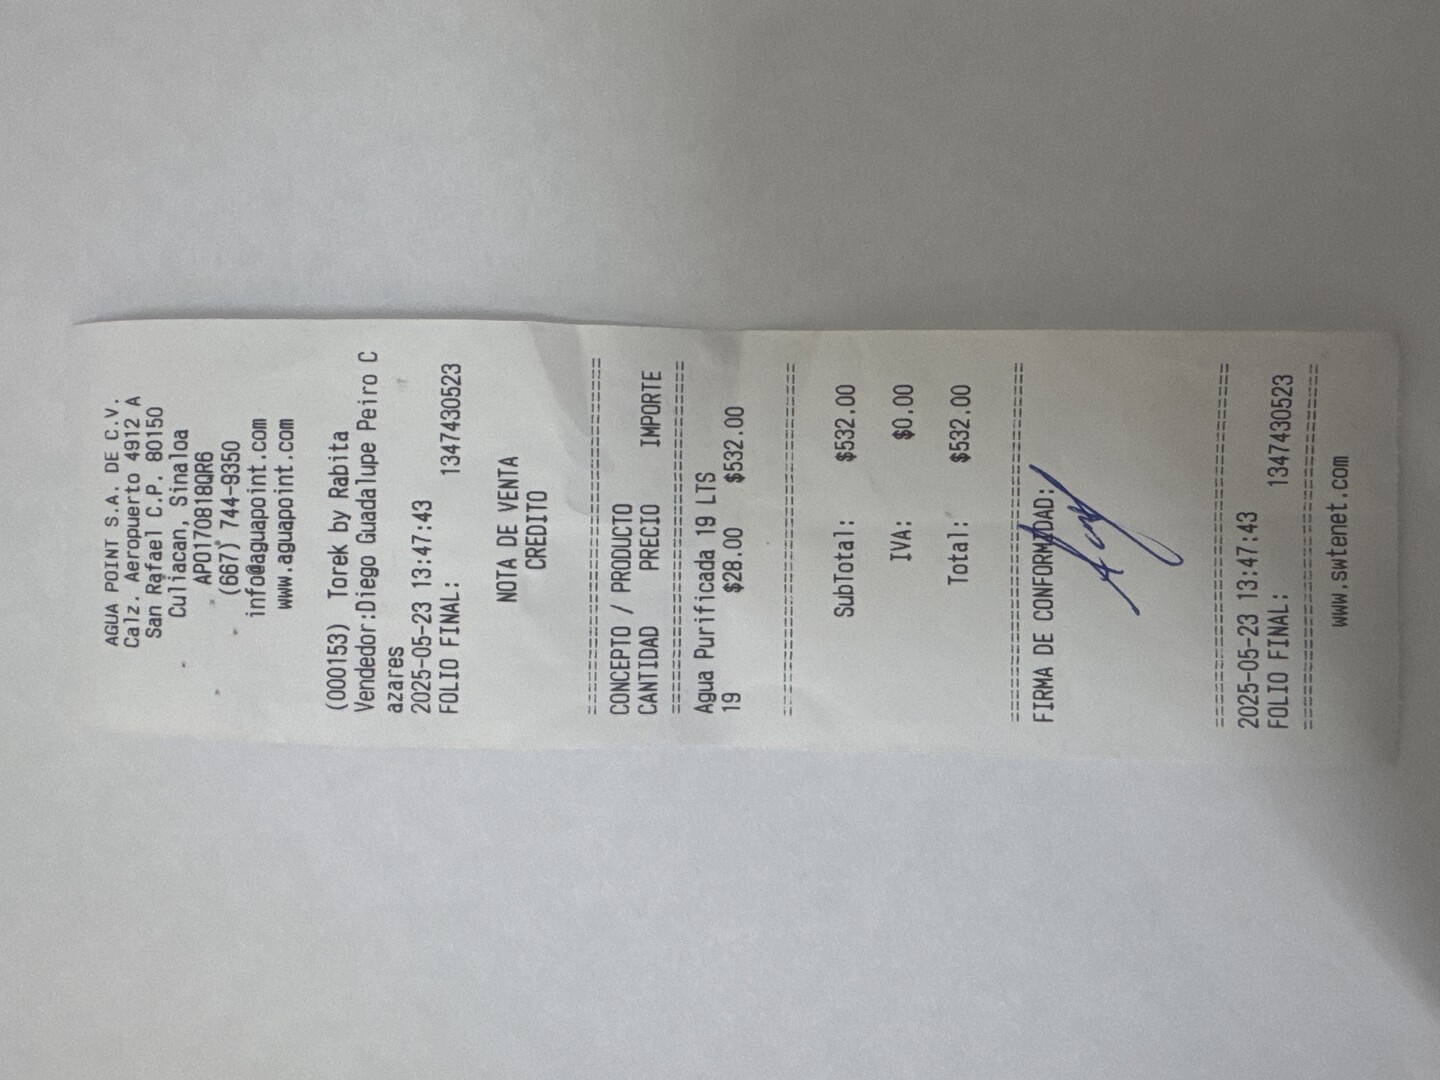 AGUA POINT S.A. DE C.V.
Calz. Aeropuerto 4912 A
San Rafael C.P. 80150
Culiacan, Sinaloa
APO170818QR6
(667) 744-9350
info@aguapoint.com
www.aguapoint.com
(000153) Torek by Rabita
Vendedor:Diego Guadalupe Peiro C
azares
2025-05-23 13:47:43
FOLIO FINAL: 1347430523
NOTA DE VENTA
CREDITO
================================
CONCEPTO / PRODUCTO
CANTIDAD PRECIO IMPORTE
================================
Agua Purificada 19 LTS
19 $28.00 $532.00
================================
SubTotal: $532.00
IVA: $0.00
Total: $532.00
================================
FIRMA DE CONFORMIDAD:
================================
2025-05-23 13:47:43
FOLIO FINAL: 1347430523
================================
www.swtenet.com